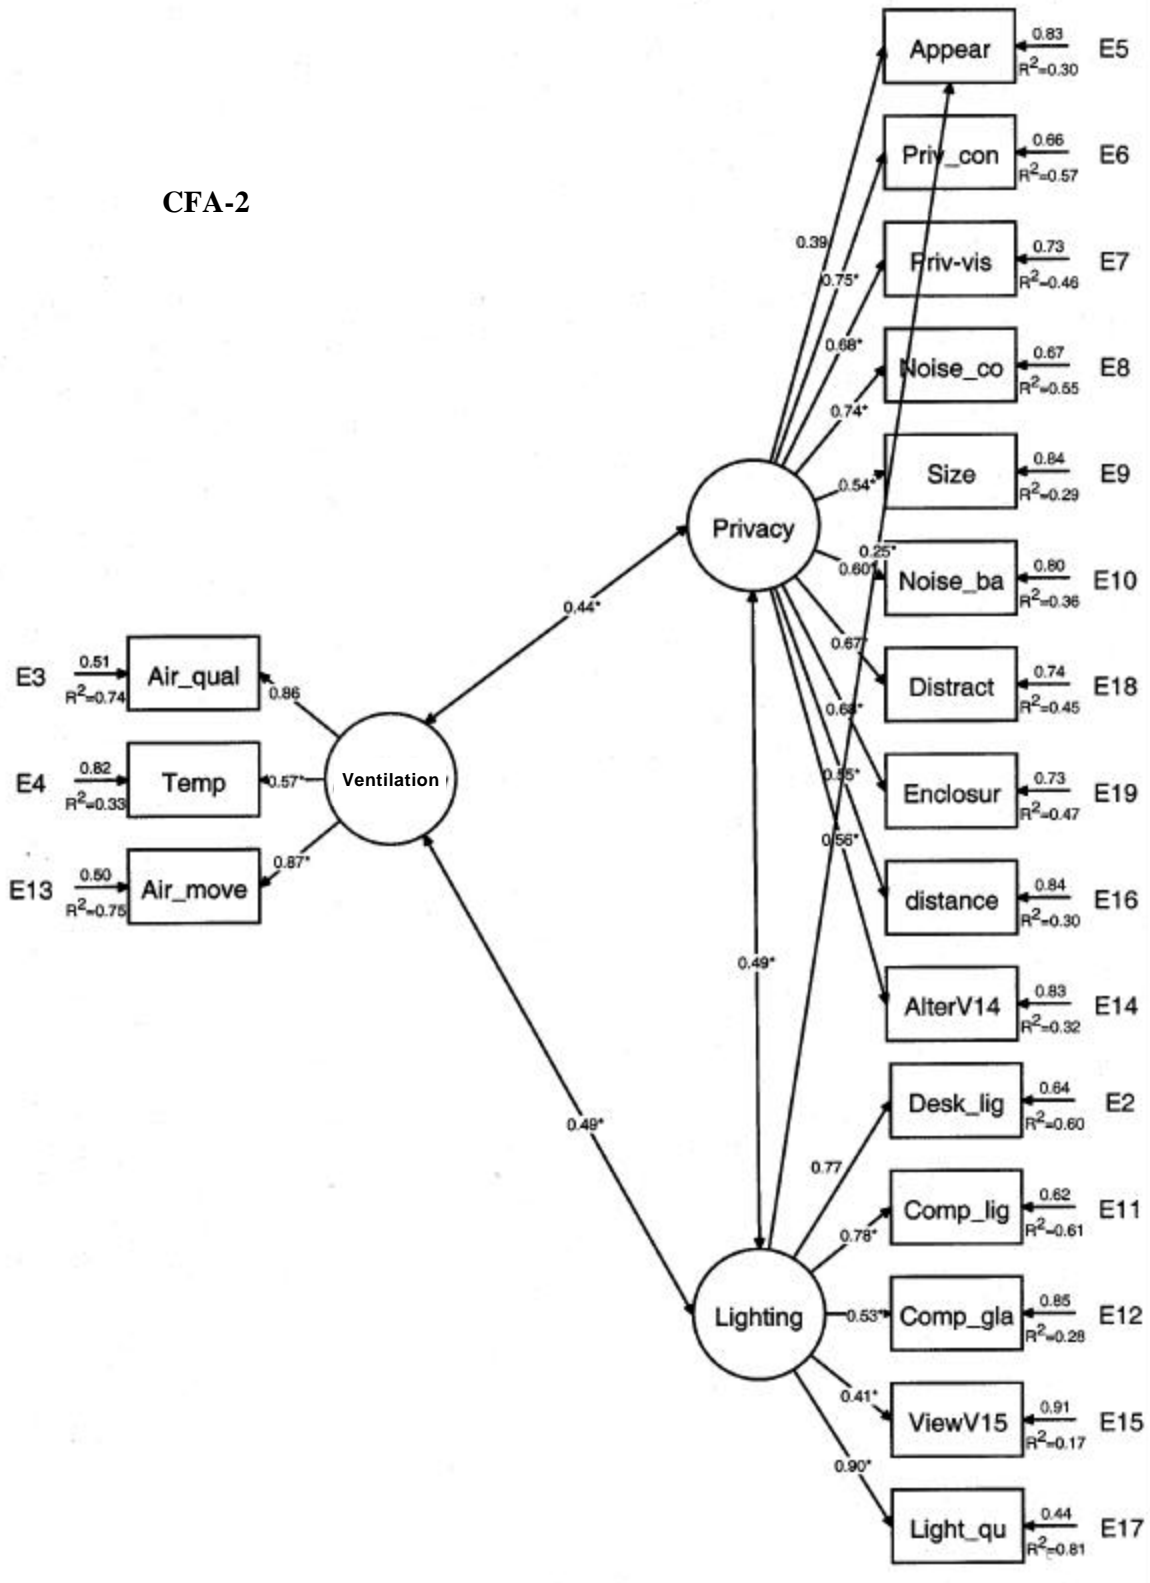 CFA-2
Appear
0.83
E5
R2=0.30
Priv_con
0.66
E6
R2=0.57
Priv-vis
0.73
E7
R2=0.46
Noise_co
0.67
E8
R2=0.55
Size
0.84
E9
R2=0.29
Noise_ba
0.80
E10
R2=0.36
Distract
0.74
E18
R2=0.45
Enclosur
0.73
E19
R2=0.47
distance
0.84
E16
R2=0.30
AlterV14
0.83
E14
R2=0.32
0.39
0.75*
0.68*
0.74*
0.54*
0.25*
0.60*
0.67*
0.56*
Privacy
0.44*
E3
0.51
R2=0.74
Air_qual
0.86
E4
0.82
R2=0.33
Temp
0.57*
Ventilation
E13
0.50
R2=0.75
Air_move
0.87*
0.49*
Desk_lig
0.64
E2
R2=0.60
0.77
Comp_lig
0.62
E11
R2=0.61
0.78*
Lighting
0.53*
Comp_gla
0.85
E12
R2=0.28
0.41*
ViewV15
0.91
E15
R2=0.17
0.90*
Light_qu
0.44
E17
R2=0.81